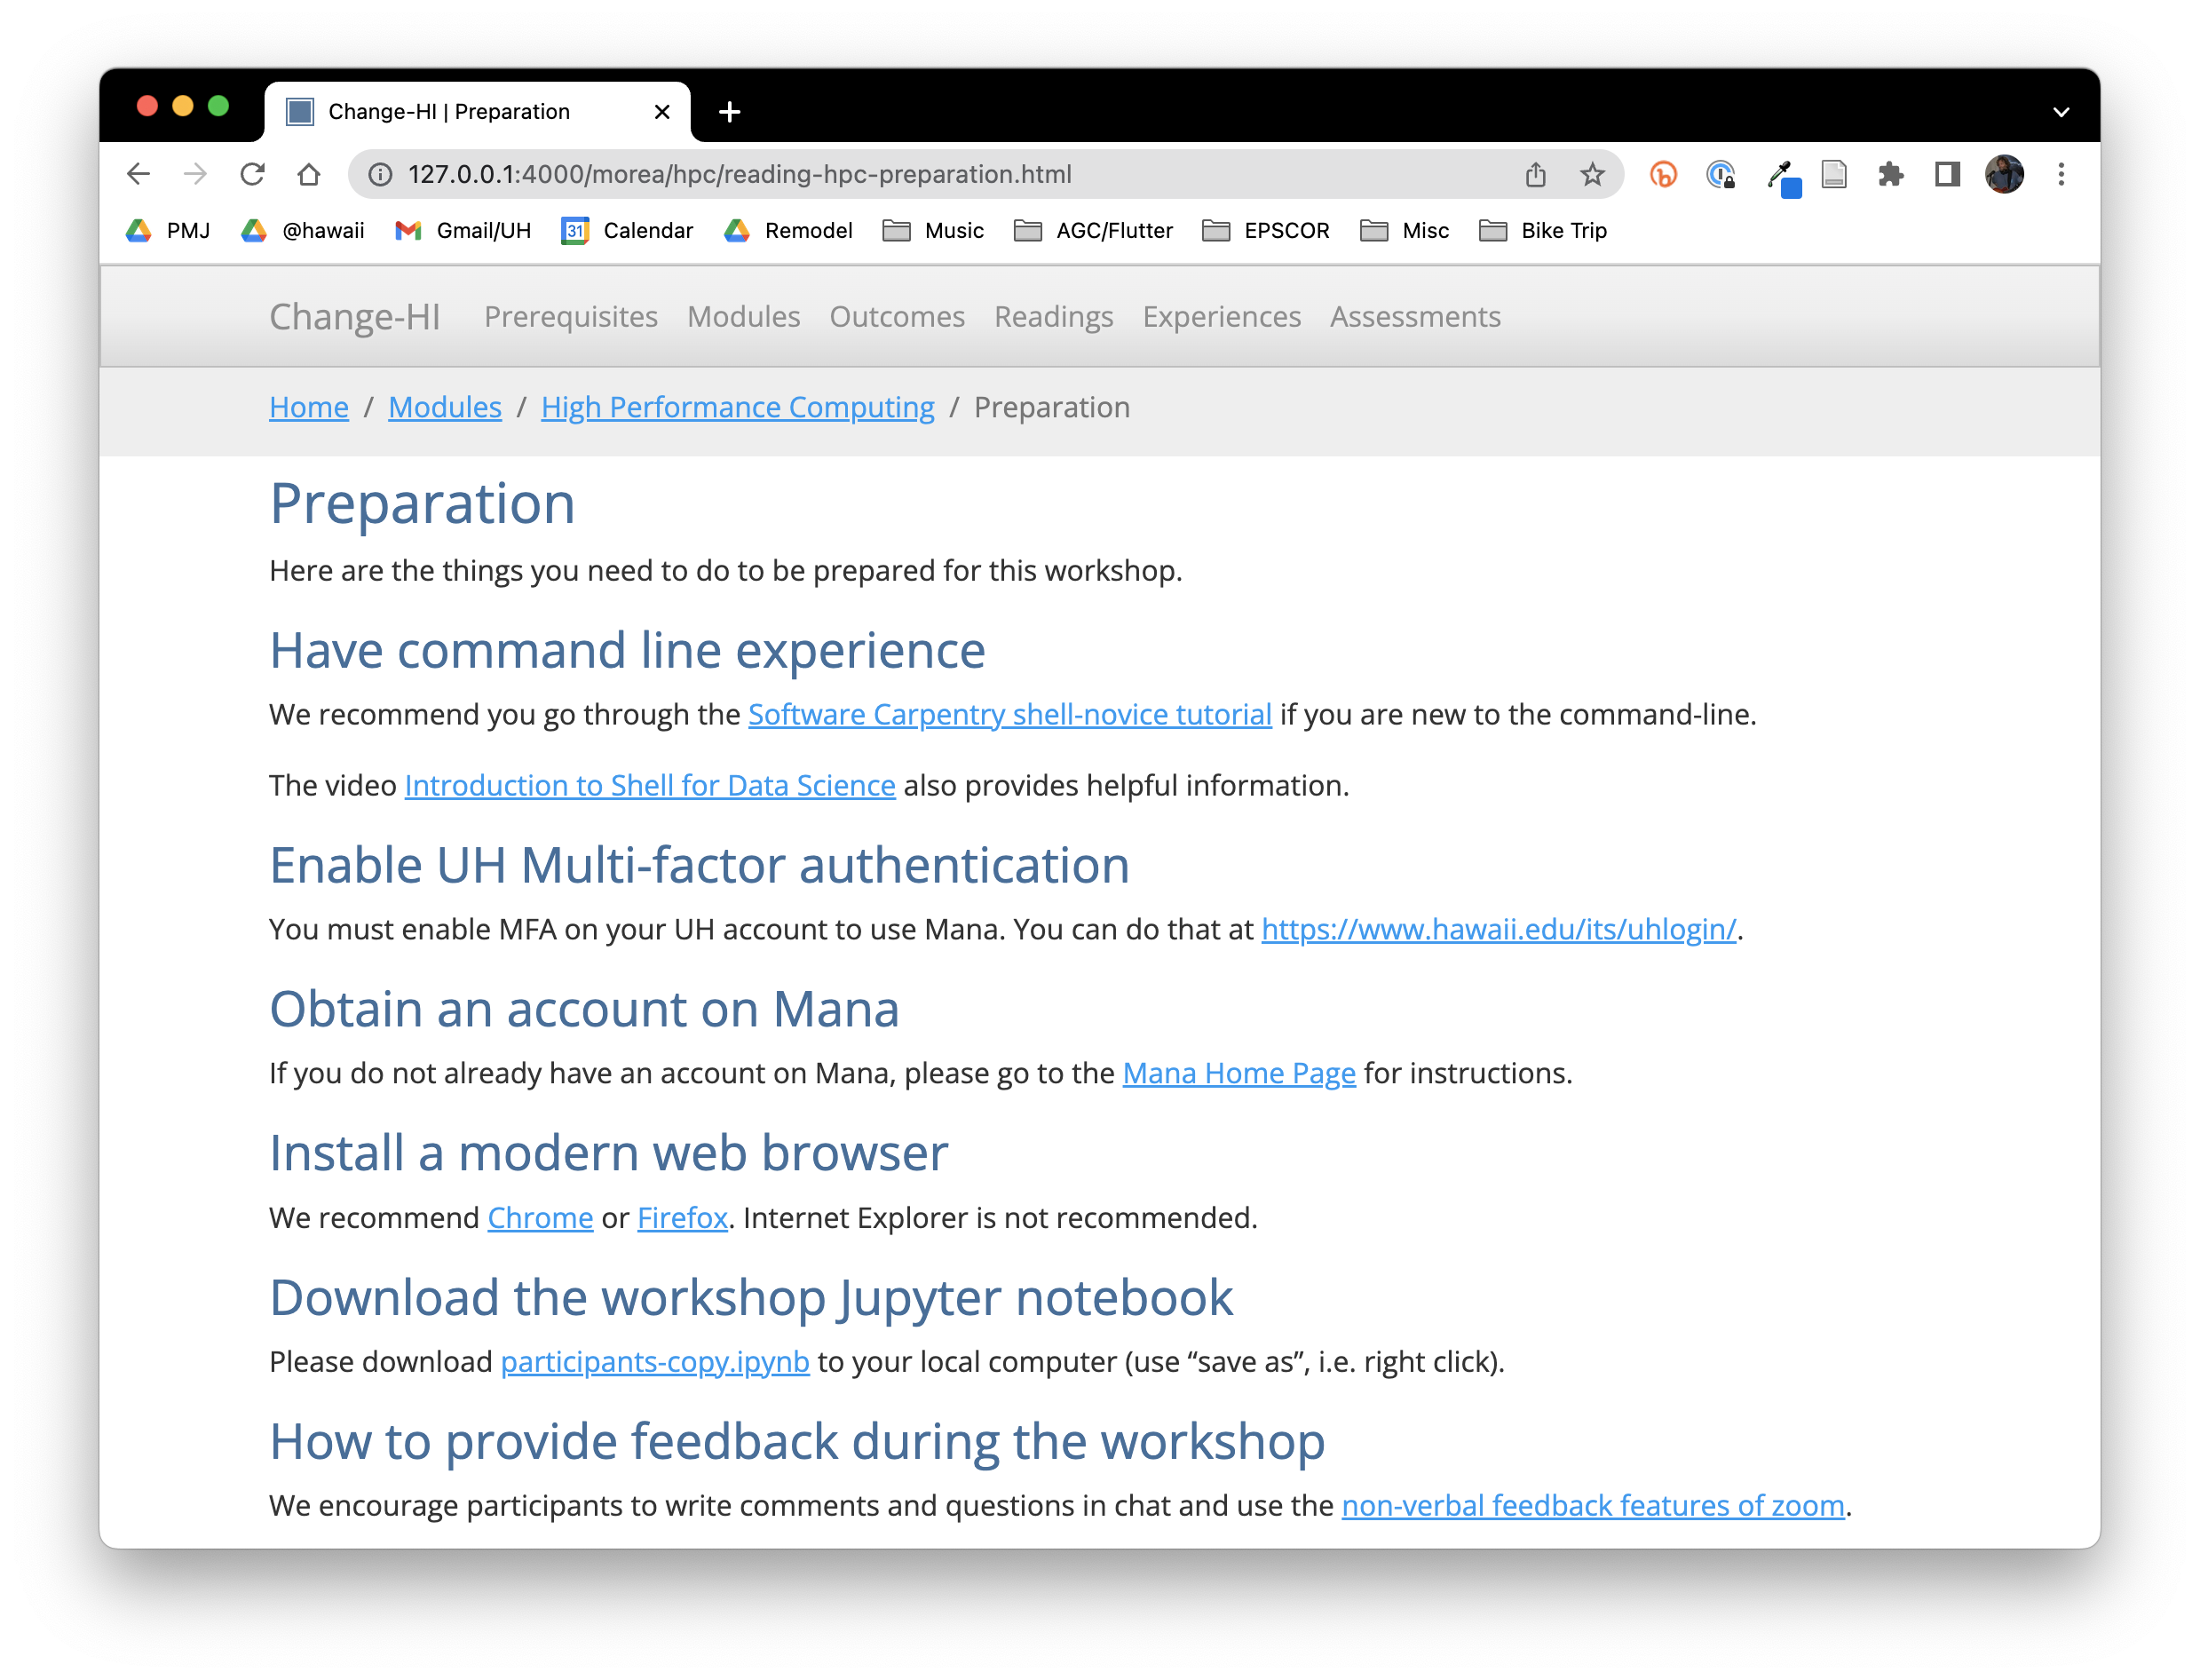 Change-HI | Preparation
127.0.0.1:4000/morea/hpc/reading-hpc-preparation.html
PMJ @hawaii Gmail/UH 31 Calendar Remodel Music AGC/Flutter EPSCOR Misc Bike Trip
Change-HI Prerequisites Modules Outcomes Readings Experiences Assessments
Home / Modules / High Performance Computing / Preparation
Preparation
Here are the things you need to do to be prepared for this workshop.
Have command line experience
We recommend you go through the Software Carpentry shell-novice tutorial if you are new to the command-line.
The video Introduction to Shell for Data Science also provides helpful information.
Enable UH Multi-factor authentication
You must enable MFA on your UH account to use Mana. You can do that at https://www.hawaii.edu/its/uhlogin/.
Obtain an account on Mana
If you do not already have an account on Mana, please go to the Mana Home Page for instructions.
Install a modern web browser
We recommend Chrome or Firefox. Internet Explorer is not recommended.
Download the workshop Jupyter notebook
Please download participants-copy.ipynb to your local computer (use “save as”, i.e. right click).
How to provide feedback during the workshop
We encourage participants to write comments and questions in chat and use the non-verbal feedback features of zoom.